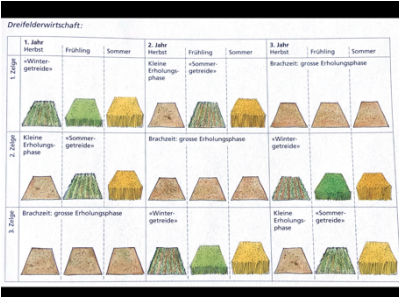 Dreifelderwirtschaft:
1. Jahr
Herbst Frühling Sommer
2. Jahr
Herbst Frühling Sommer
3. Jahr
Herbst Frühling Sommer
1. Zelge
«Winter-
getreide»
Kleine
Erholungs-
phase
«Sommer-
getreide»
Brachzeit: grosse Erholungsphase
2. Zelge
Kleine
Erholungs-
phase
«Sommer-
getreide»
Brachzeit: grosse Erholungsphase
«Winter-
getreide»
3. Zelge
Brachzeit: grosse Erholungsphase
«Winter-
getreide»
Kleine
Erholungs-
phase
«Sommer-
getreide»